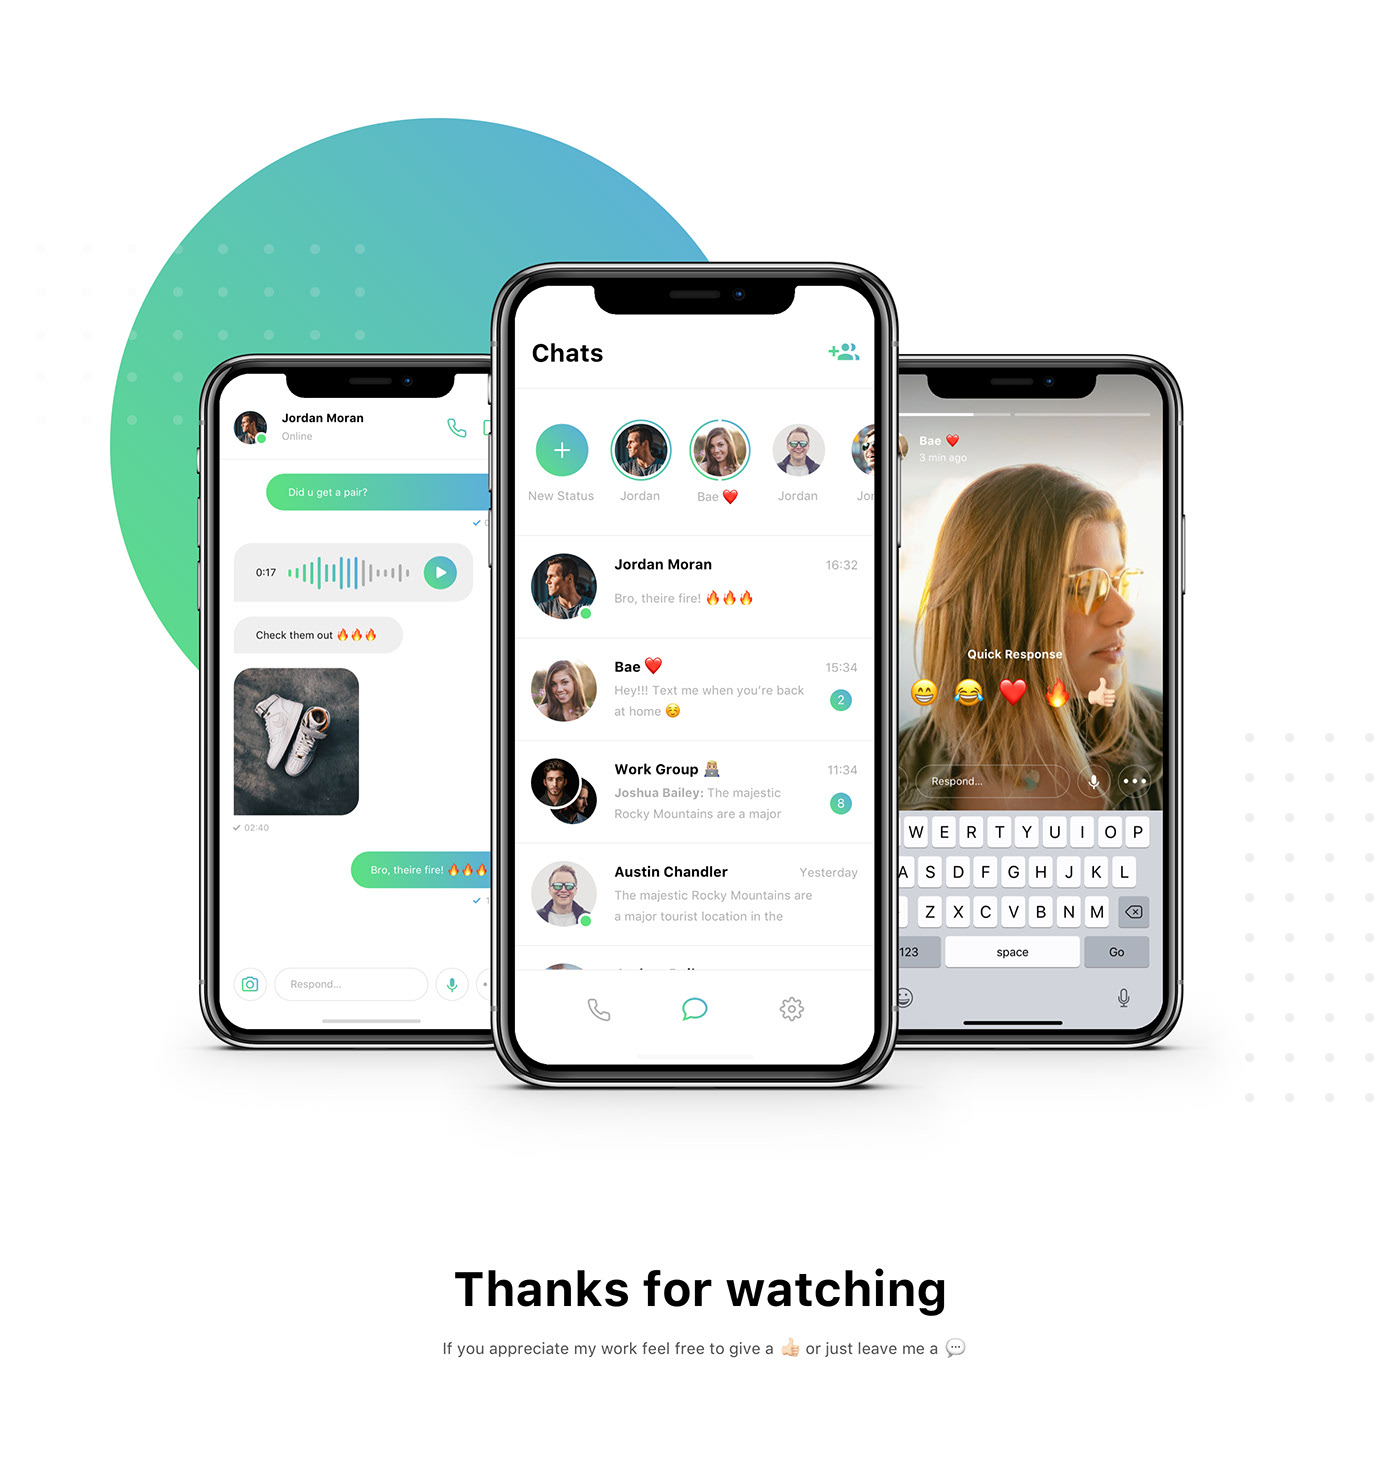 Jordan Moran
Online
Did u get a pair?
0:17
Check them out 🔥🔥🔥
02:40
Bro, theire fire! 🔥🔥🔥
Respond...
Chats
New Status
Jordan
Bae ❤️
Jordan
Jordan Moran
16:32
Bro, theire fire! 🔥🔥🔥
Bae ❤️
15:34
Hey!!! Text me when you're back
at home ☺️
2
Work Group 👩🏼‍💻
11:34
Joshua Bailey: The majestic
Rocky Mountains are a major
8
Austin Chandler
Yesterday
The majestic Rocky Mountains are
a major tourist location in the
Bae ❤️
3 min ago
Quick Response
😁 😂 ❤️ 🔥 👍🏻
Respond...
W E R T Y U I O P
A S D F G H J K L
Z X C V B N M
123 space Go
Thanks for watching
If you appreciate my work feel free to give a 👍🏻 or just leave me a 💬